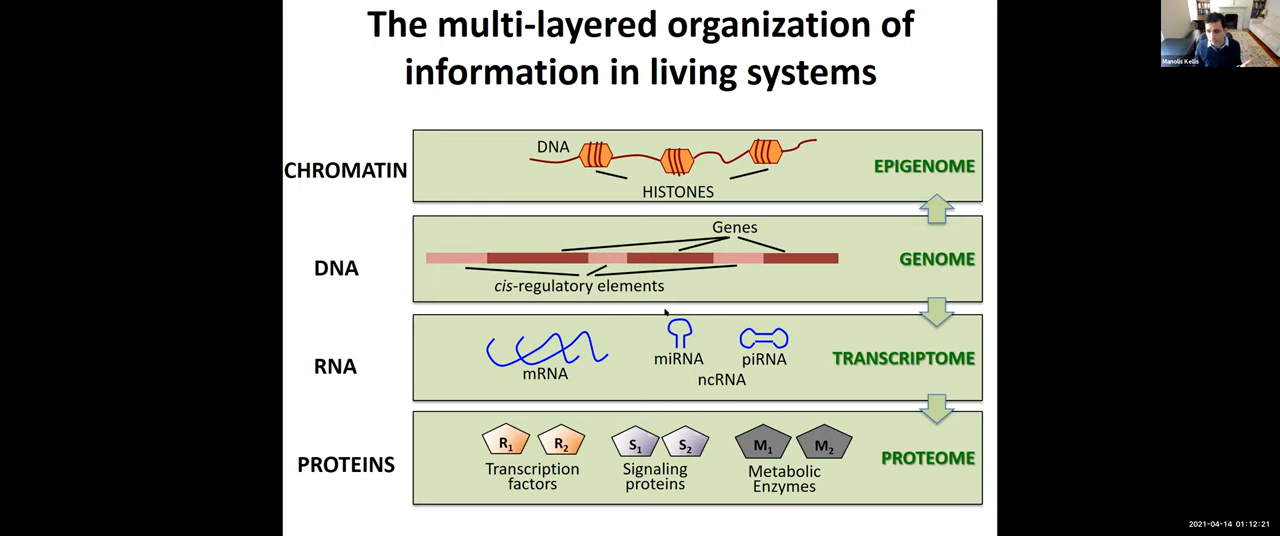 The multi-layered organization of
information in living systems
Manolis Kellis
CHROMATIN
DNA
HISTONES
EPIGENOME
DNA
Genes
cis-regulatory elements
GENOME
RNA
mRNA
miRNA
piRNA
ncRNA
TRANSCRIPTOME
PROTEINS
R1
R2
S1
S2
M1
M2
Transcription
factors
Signaling
proteins
Metabolic
Enzymes
PROTEOME
2021-04-14 01:12:21